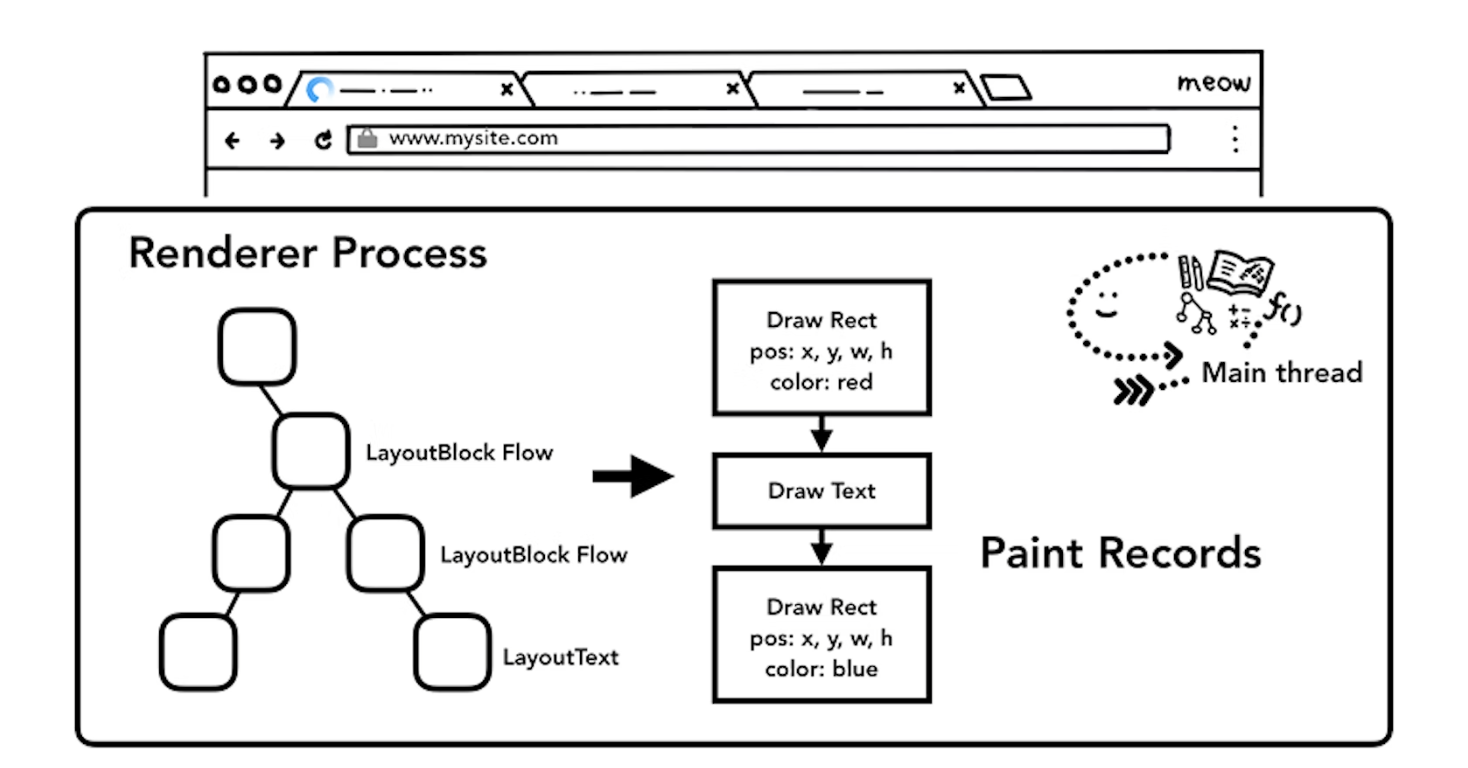 meow
www.mysite.com
Renderer Process
LayoutBlock Flow
LayoutBlock Flow
LayoutText
Draw Rect
pos: x, y, w, h
color: red
Draw Text
Draw Rect
pos: x, y, w, h
color: blue
Paint Records
+-
x÷
f()
Main thread